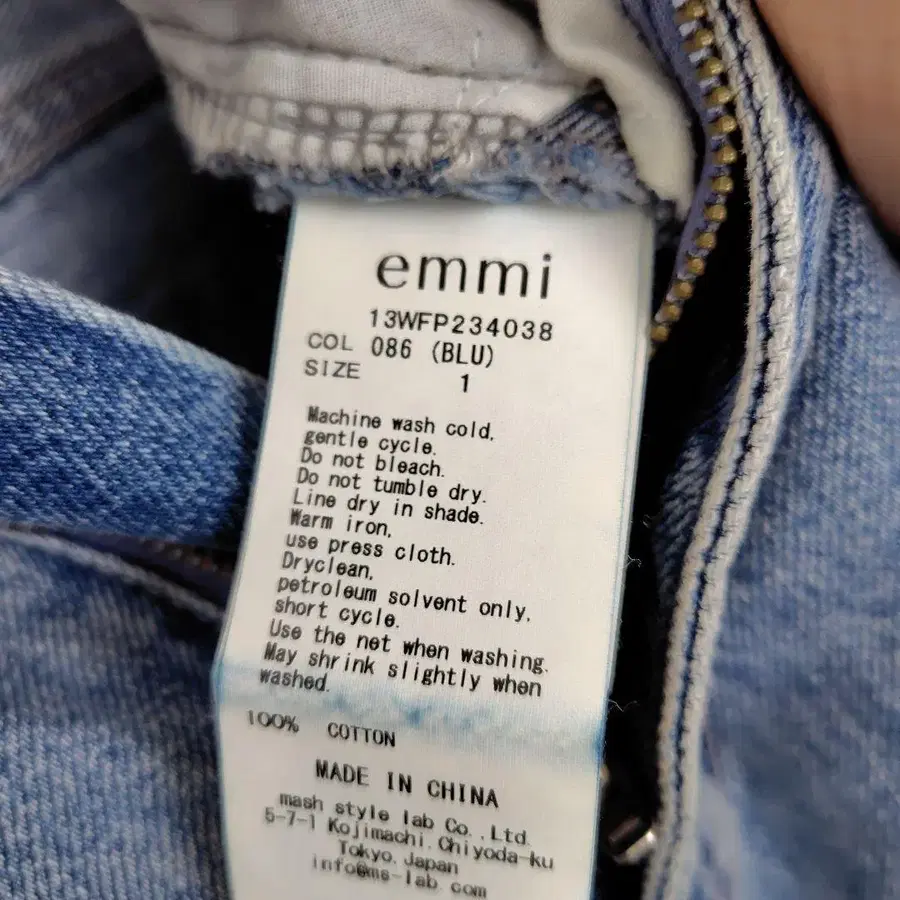 emmi
13WFP234038
COL 086 (BLU)
SIZE 1
Machine wash cold,
gentle cycle.
Do not bleach.
Do not tumble dry.
Line dry in shade.
Warm iron,
use press cloth.
Dryclean,
petroleum solvent only,
short cycle.
Use the net when washing.
May shrink slightly when
washed.
100% COTTON
MADE IN CHINA
mash style lab Co.,Ltd.
5-7-1 Kojimachi,Chiyoda-ku
Tokyo,Japan
info@ms-lab.com